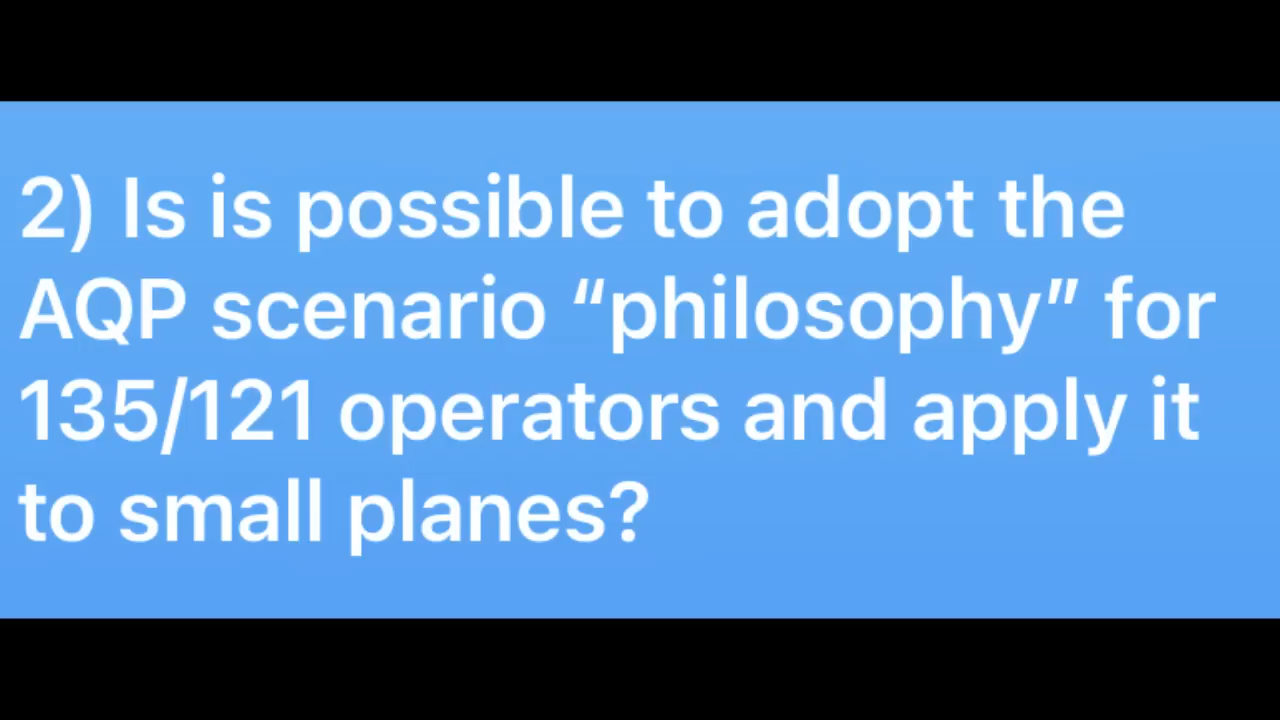 2) Is is possible to adopt the
AQP scenario “philosophy” for
135/121 operators and apply it
to small planes?